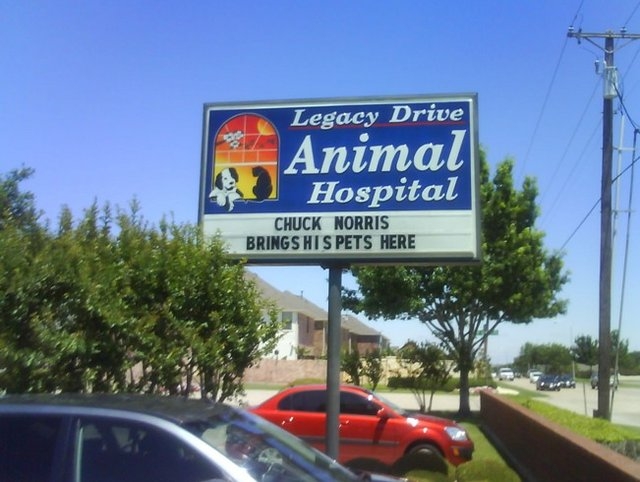 Legacy Drive
Animal
Hospital
CHUCK NORRIS
BRINGS HIS PETS HERE